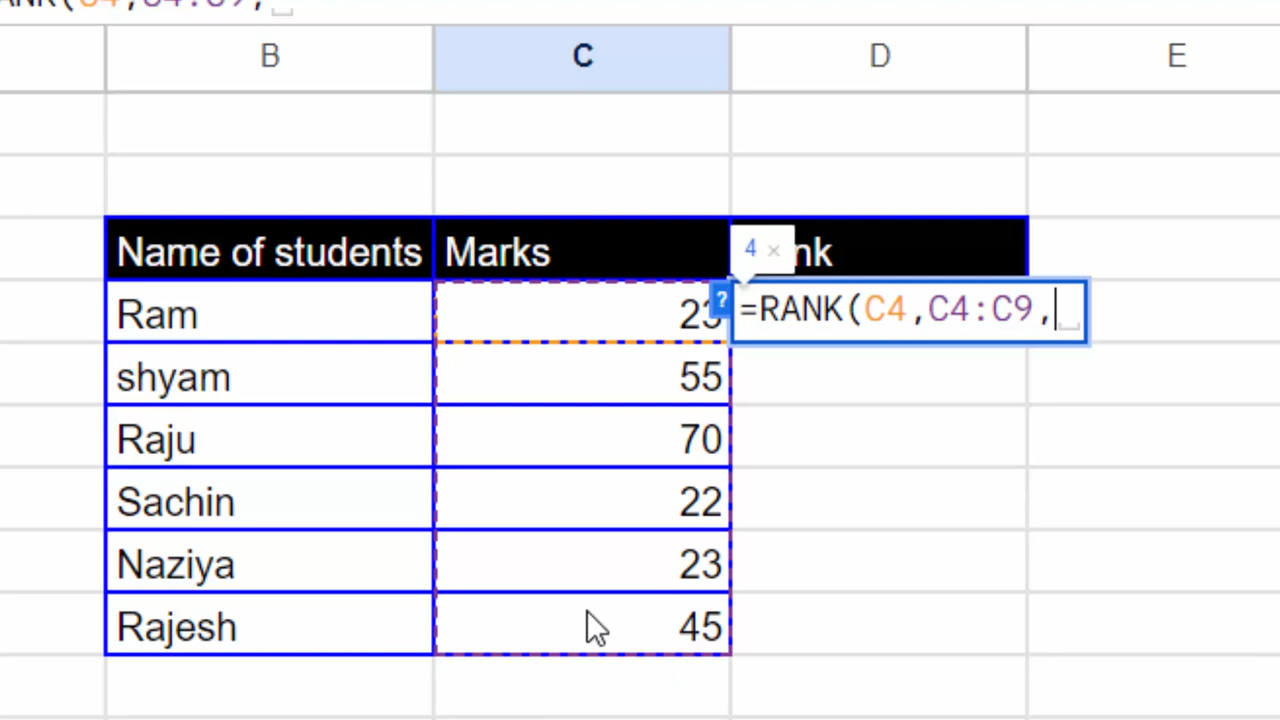 B C D E
Name of students Marks nk
4 ×
Ram 23 ? =RANK(C4,C4:C9,
shyam 55
Raju 70
Sachin 22
Naziya 23
Rajesh 45